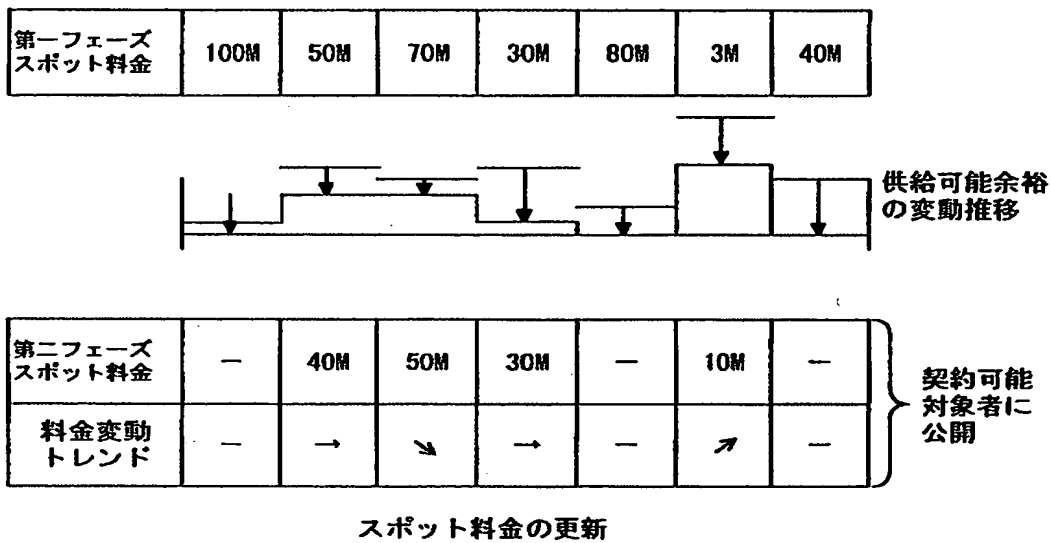 第一フェーズ
スポット料金
100M 50M 70M 30M 80M 3M 40M
供給可能余裕
の変動推移
第二フェーズ
スポット料金
— 40M 50M 30M — 10M —
料金変動
トレンド
— → ↘ → — ↗ —
契約可能
対象者に
公開
スポット料金の更新